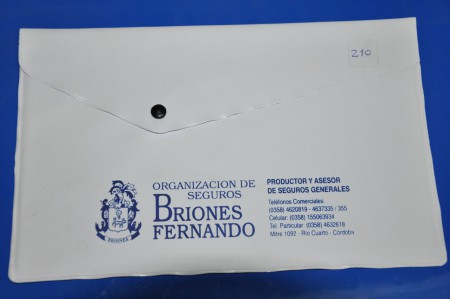 210
ORGANIZACION DE
SEGUROS
BRIONES
FERNANDO
BRIONES
PRODUCTOR Y ASESOR
DE SEGUROS GENERALES
Teléfonos Comerciales:
(0358) 4620819 - 4637335 / 355
Celular: (0358) 155063934
Tel. Particular: (0358) 4632618
Mitre 1092 - Río Cuarto - Córdoba